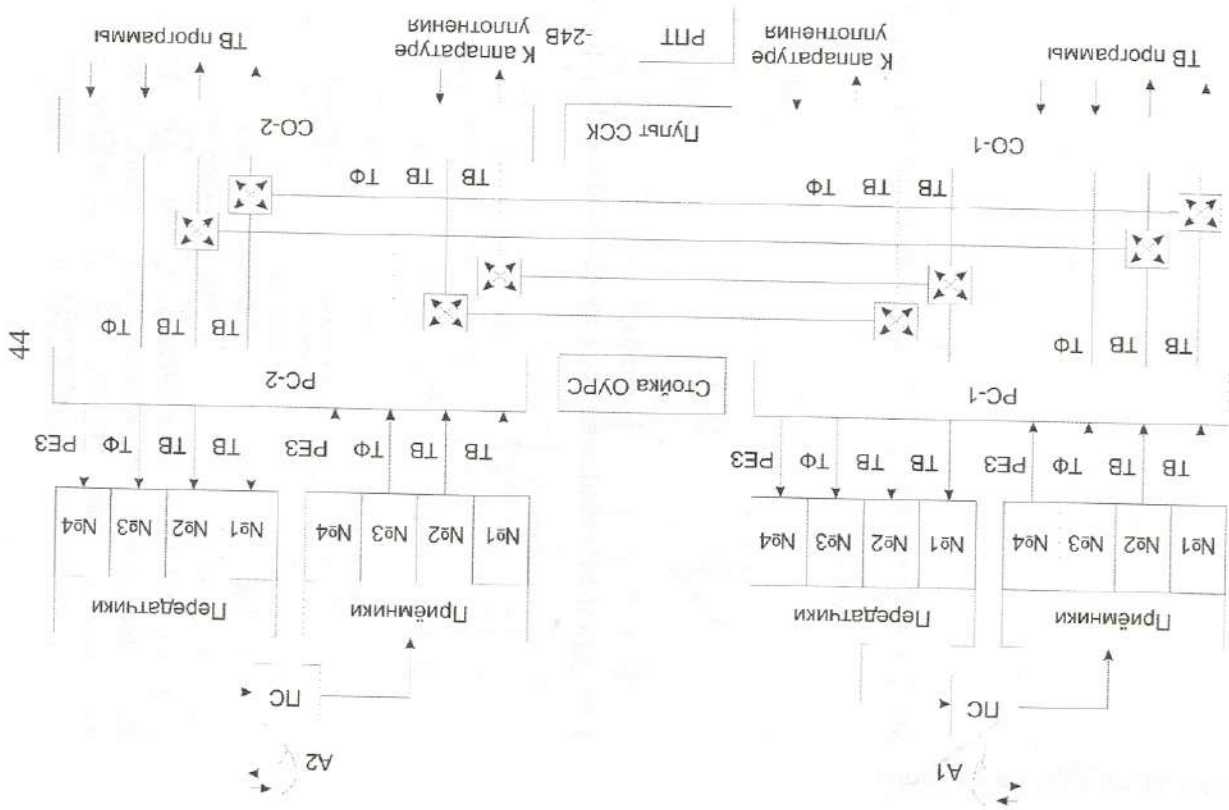 А1
А2
ПС
ПС
Приёмники
Передатчики
Приёмники
Передатчики
№1 №2 №3 №4
№1 №2 №3 №4
№1 №2 №3 №4
№1 №2 №3 №4
ТВ ТВ ТФ РЕЗ
ТВ ТВ ТФ РЕЗ
ТВ ТВ ТФ РЕЗ
ТВ ТВ ТФ РЕЗ
РС-1
Стойка ОУРС
РС-2
ТВ ТВ ТФ
ТВ ТВ ТФ
ТВ ТВ ТФ
ТВ ТВ ТФ
СО-1
Пульт ССК
СО-2
ТВ программы
К аппаратуре
уплотнения
РПТ
-24В
К аппаратуре
уплотнения
ТВ программы
44